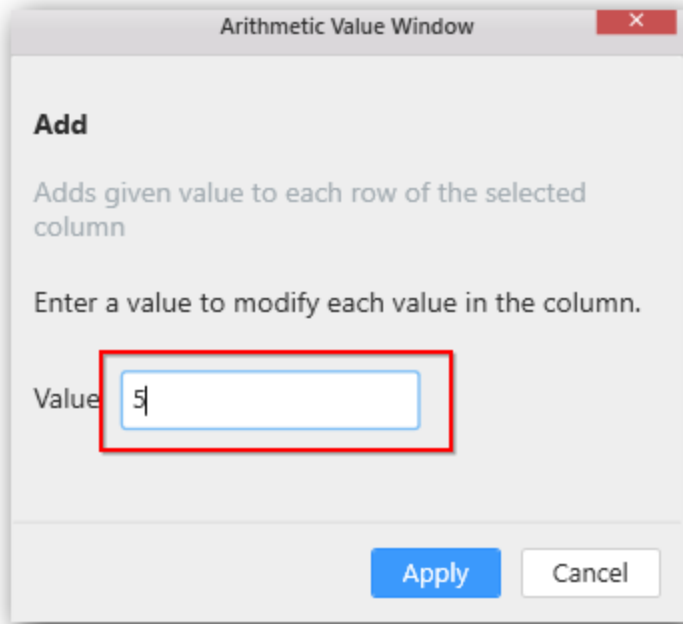 Arithmetic Value Window
Add
Adds given value to each row of the selected
column
Enter a value to modify each value in the column.
Value 5
Apply Cancel